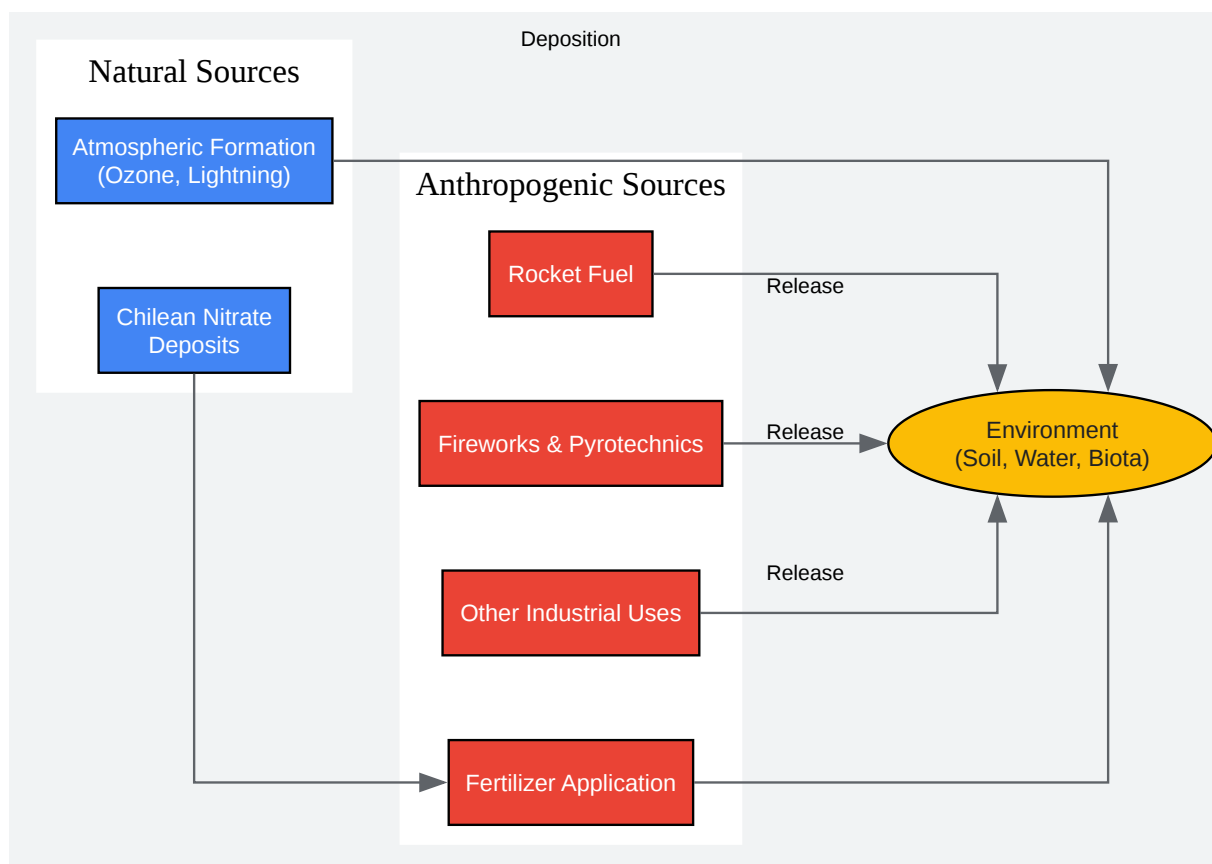 Deposition
Natural Sources
Atmospheric Formation
(Ozone, Lightning)
Chilean Nitrate
Deposits
Anthropogenic Sources
Rocket Fuel
Release
Fireworks & Pyrotechnics
Release
Environment
(Soil, Water, Biota)
Other Industrial Uses
Release
Fertilizer Application